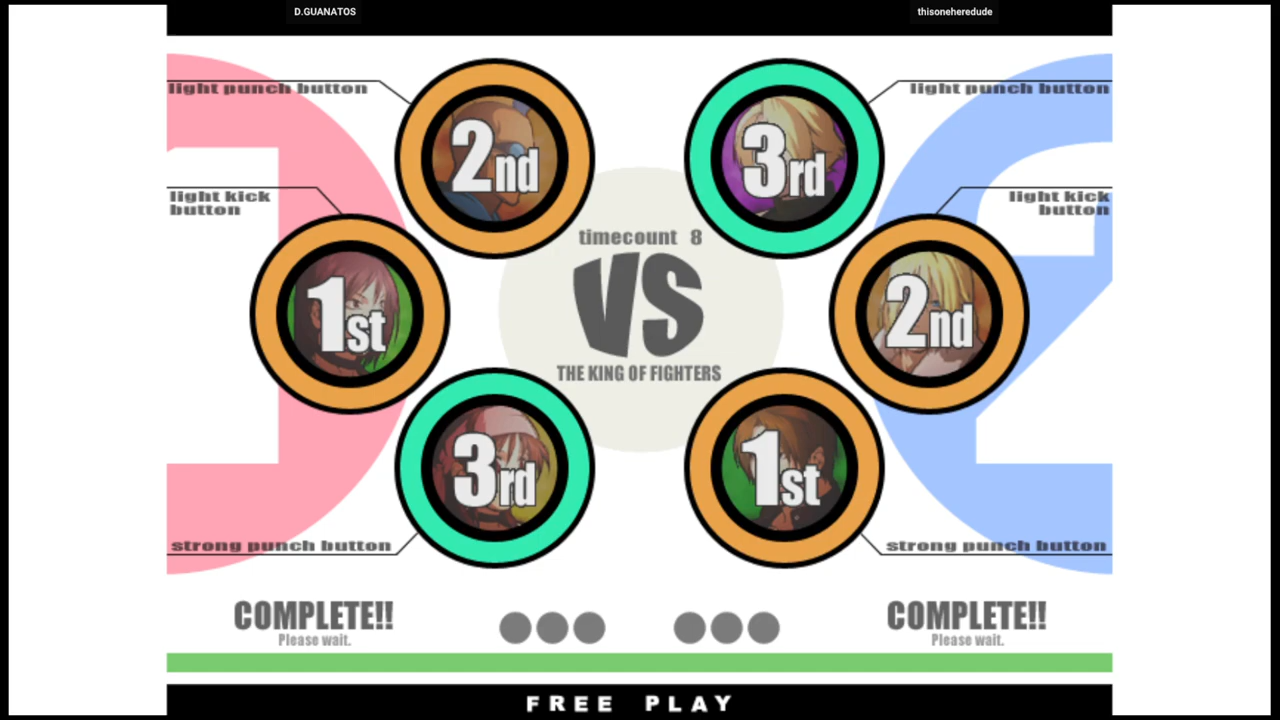 D.GUANATOS
thisoneheredude
light punch button
light punch button
2nd
3rd
light kick
button
light kick
button
timecount 8
VS
THE KING OF FIGHTERS
1st
2nd
3rd
1st
strong punch button
strong punch button
COMPLETE!!
Please wait.
COMPLETE!!
Please wait.
FREE PLAY